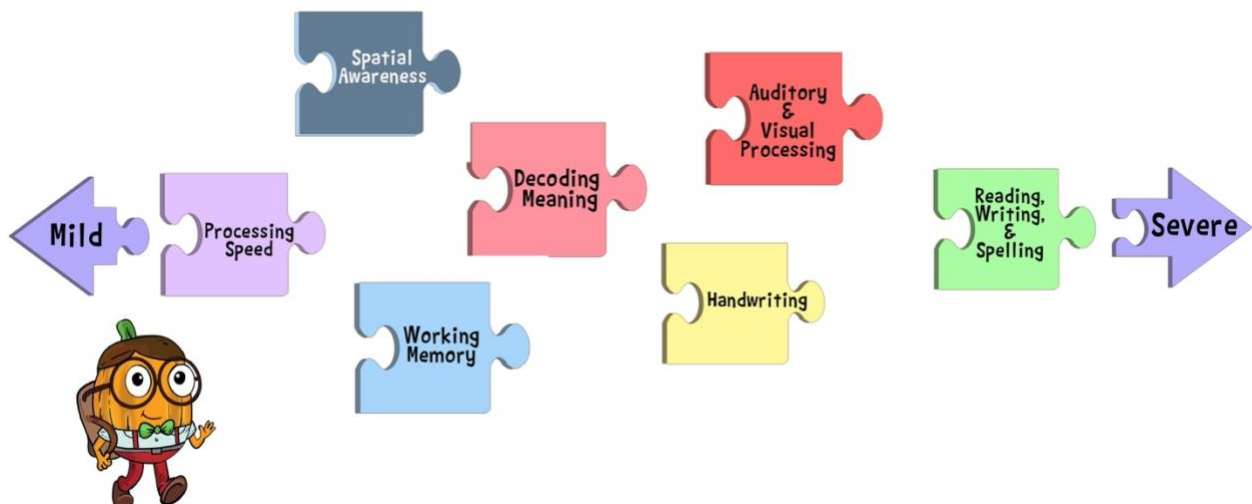 Spatial
Awareness
Auditory
&
Visual
Processing
Decoding
Meaning
Mild
Processing
Speed
Reading,
Writing,
&
Spelling
Severe
Handwriting
Working
Memory